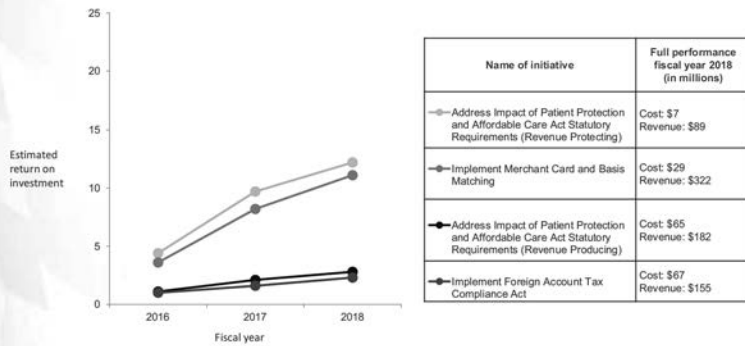 25
20
15
10
5
0
Estimated
return on
investment
2016
2017
2018
Fiscal year
Name of initiative
Full performance
fiscal year 2018
(in millions)
Address Impact of Patient Protection
and Affordable Care Act Statutory
Requirements (Revenue Protecting)
Cost: $7
Revenue: $89
Implement Merchant Card and Basis
Matching
Cost: $29
Revenue: $322
Address Impact of Patient Protection
and Affordable Care Act Statutory
Requirements (Revenue Producing)
Cost: $65
Revenue: $182
Implement Foreign Account Tax
Compliance Act
Cost: $67
Revenue: $155